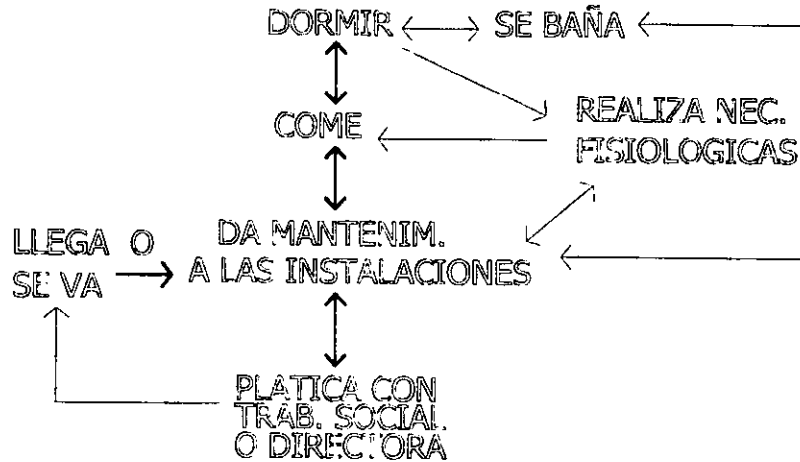 DORMIR
SE BAÑA
COME
REALIZA NEC.
FISIOLOGICAS
LLEGA O
SE VA
DA MANTENIM.
A LAS INSTALACIONES
PLATICA CON
TRAB. SOCIAL
O DIRECTORA